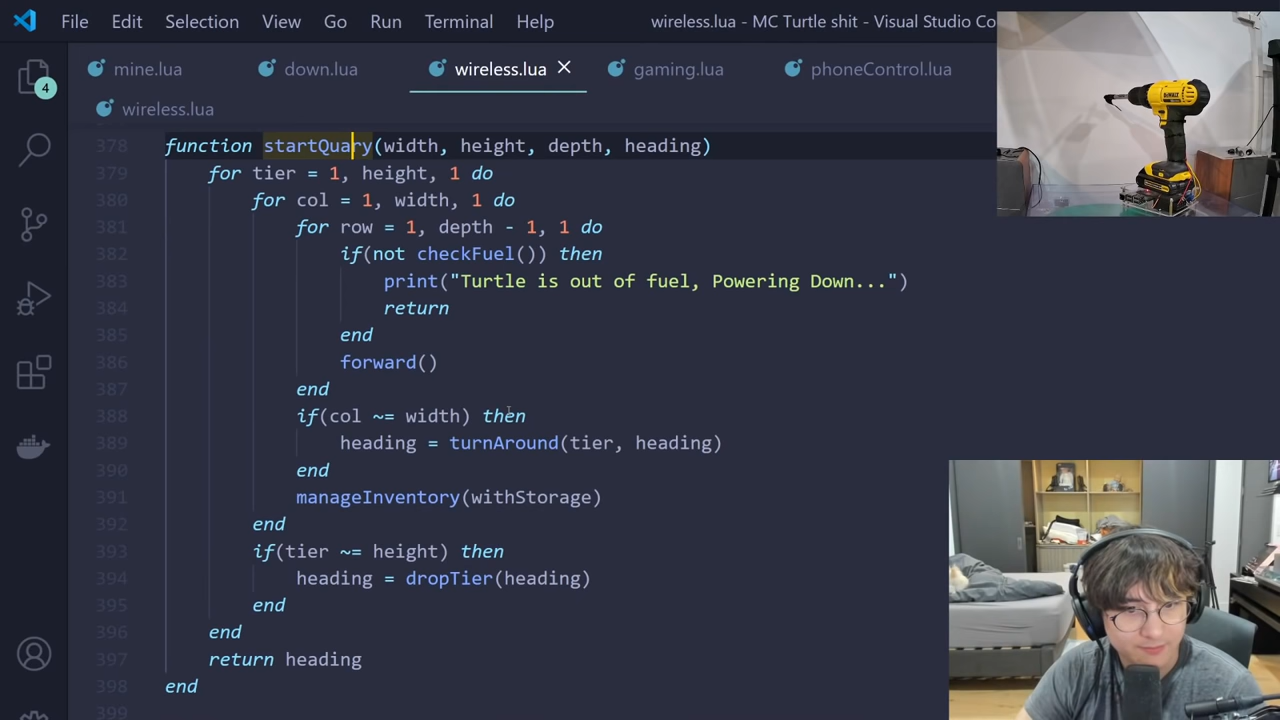 File Edit Selection View Go Run Terminal Help wireless.lua - MC Turtle shit - Visual Studio Co
mine.lua down.lua wireless.lua gaming.lua phoneControl.lua
wireless.lua
4
378 function startQuary(width, height, depth, heading)
379 for tier = 1, height, 1 do
380 for col = 1, width, 1 do
381 for row = 1, depth - 1, 1 do
382 if(not checkFuel()) then
383 print("Turtle is out of fuel, Powering Down...")
384 return
385 end
386 forward()
387 end
388 if(col ~= width) then
389 heading = turnAround(tier, heading)
390 end
391 manageInventory(withStorage)
392 end
393 if(tier ~= height) then
394 heading = dropTier(heading)
395 end
396 end
397 return heading
398 end
399
DEWALT